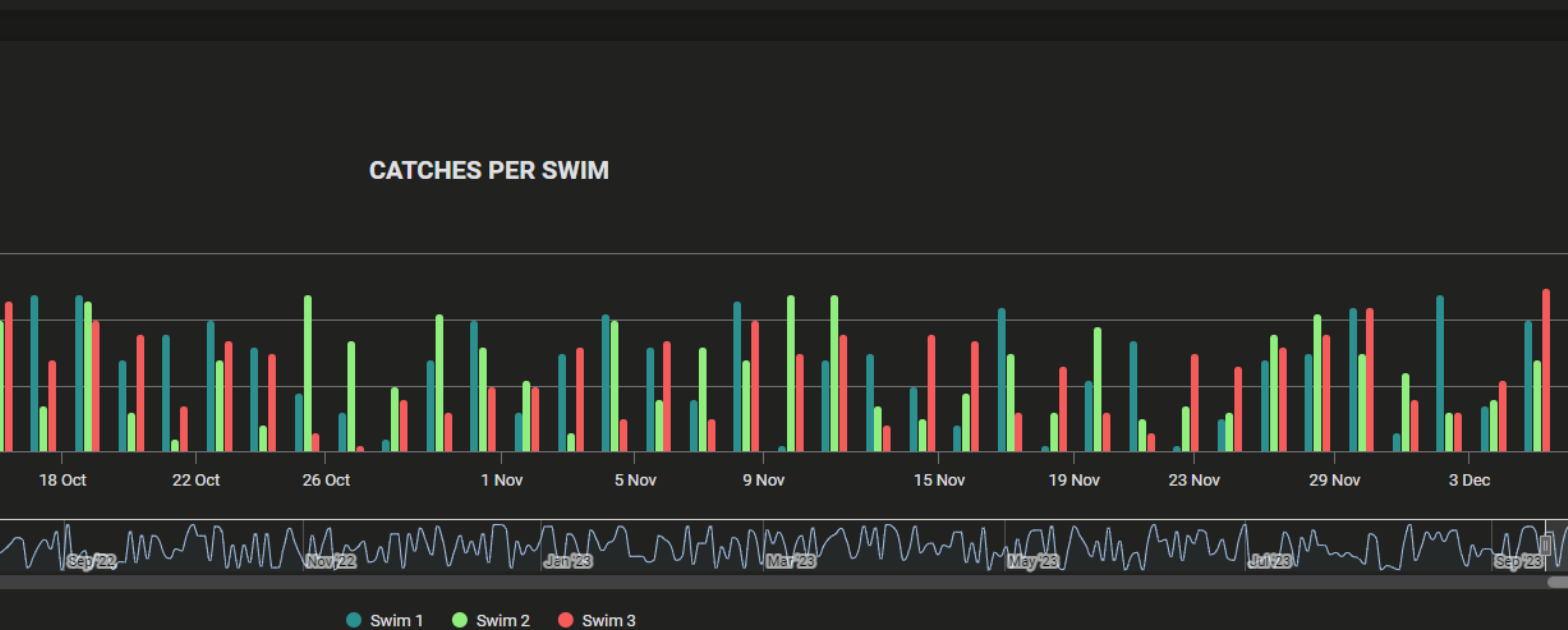 CATCHES PER SWIM
18 Oct 22 Oct 26 Oct 1 Nov 5 Nov 9 Nov 15 Nov 19 Nov 23 Nov 29 Nov 3 Dec
Sep '22 Nov '22 Jan '23 Mar '23 May '23 Jul '23 Sep '23
Swim 1 Swim 2 Swim 3